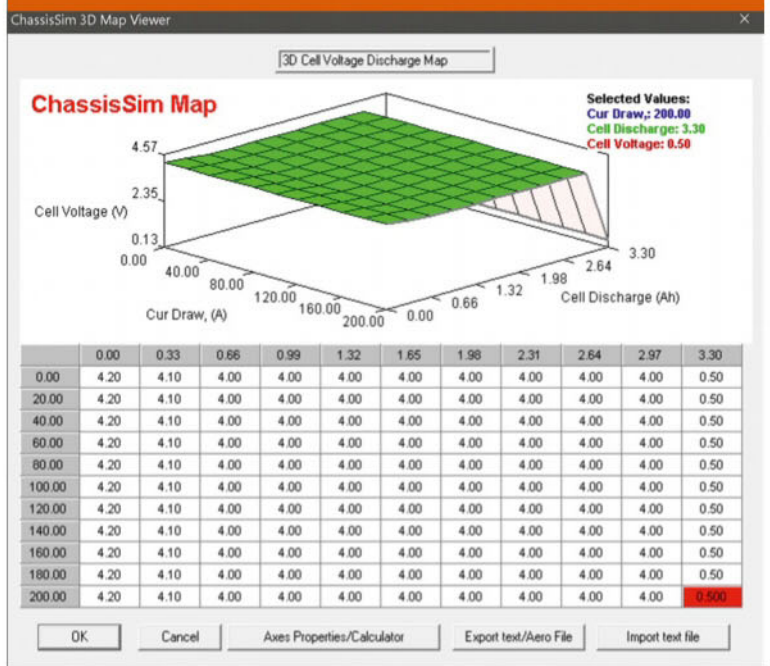 ChassisSim 3D Map Viewer
3D Cell Voltage Discharge Map
ChassisSim Map
Selected Values:
Cur Draw,: 200.00
Cell Discharge: 3.30
Cell Voltage: 0.50
4.57
2.35
Cell Voltage (V)
0.13
0.00
40.00
80.00
120.00
160.00
200.00
Cur Draw, (A)
0.00
0.66
1.32
1.98
2.64
3.30
Cell Discharge (Ah)
0.00 0.33 0.66 0.99 1.32 1.65 1.98 2.31 2.64 2.97 3.30
0.00 4.20 4.10 4.00 4.00 4.00 4.00 4.00 4.00 4.00 4.00 0.50
20.00 4.20 4.10 4.00 4.00 4.00 4.00 4.00 4.00 4.00 4.00 0.50
40.00 4.20 4.10 4.00 4.00 4.00 4.00 4.00 4.00 4.00 4.00 0.50
60.00 4.20 4.10 4.00 4.00 4.00 4.00 4.00 4.00 4.00 4.00 0.50
80.00 4.20 4.10 4.00 4.00 4.00 4.00 4.00 4.00 4.00 4.00 0.50
100.00 4.20 4.10 4.00 4.00 4.00 4.00 4.00 4.00 4.00 4.00 0.50
120.00 4.20 4.10 4.00 4.00 4.00 4.00 4.00 4.00 4.00 4.00 0.50
140.00 4.20 4.10 4.00 4.00 4.00 4.00 4.00 4.00 4.00 4.00 0.50
160.00 4.20 4.10 4.00 4.00 4.00 4.00 4.00 4.00 4.00 4.00 0.50
180.00 4.20 4.10 4.00 4.00 4.00 4.00 4.00 4.00 4.00 4.00 0.50
200.00 4.20 4.10 4.00 4.00 4.00 4.00 4.00 4.00 4.00 4.00 0.500
OK Cancel Axes Properties/Calculator Export text/Aero File Import text file